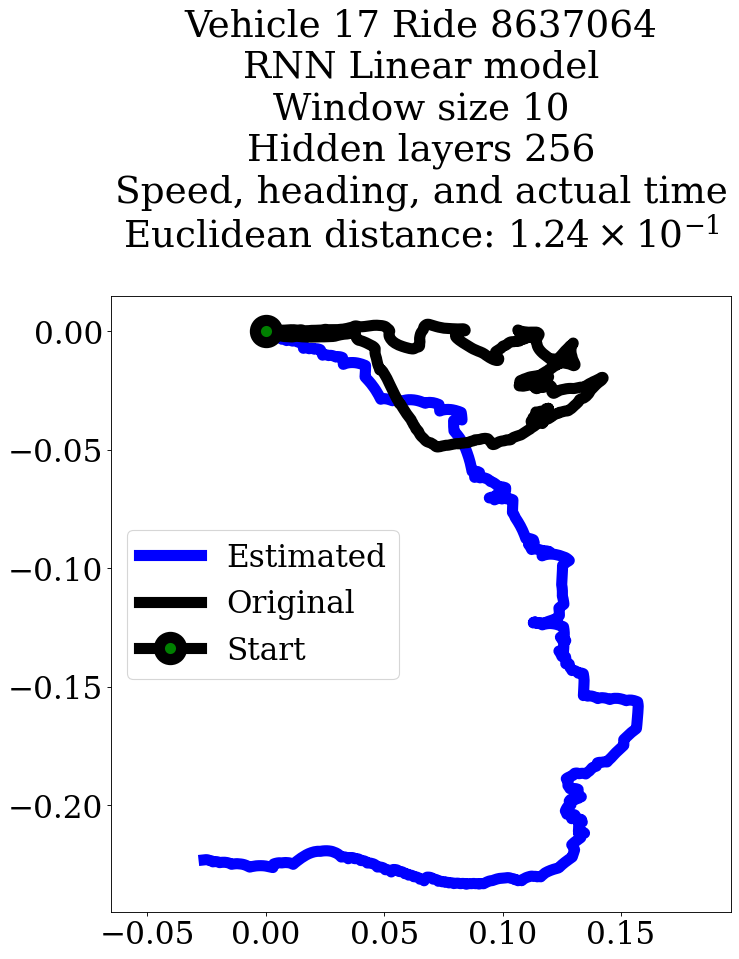 Vehicle 17 Ride 8637064
RNN Linear model
Window size 10
Hidden layers 256
Speed, heading, and actual time
Euclidean distance: 1.24 × 10⁻¹
0.00
−0.05
−0.10
−0.15
−0.20
Estimated
Original
Start
−0.05 0.00 0.05 0.10 0.15